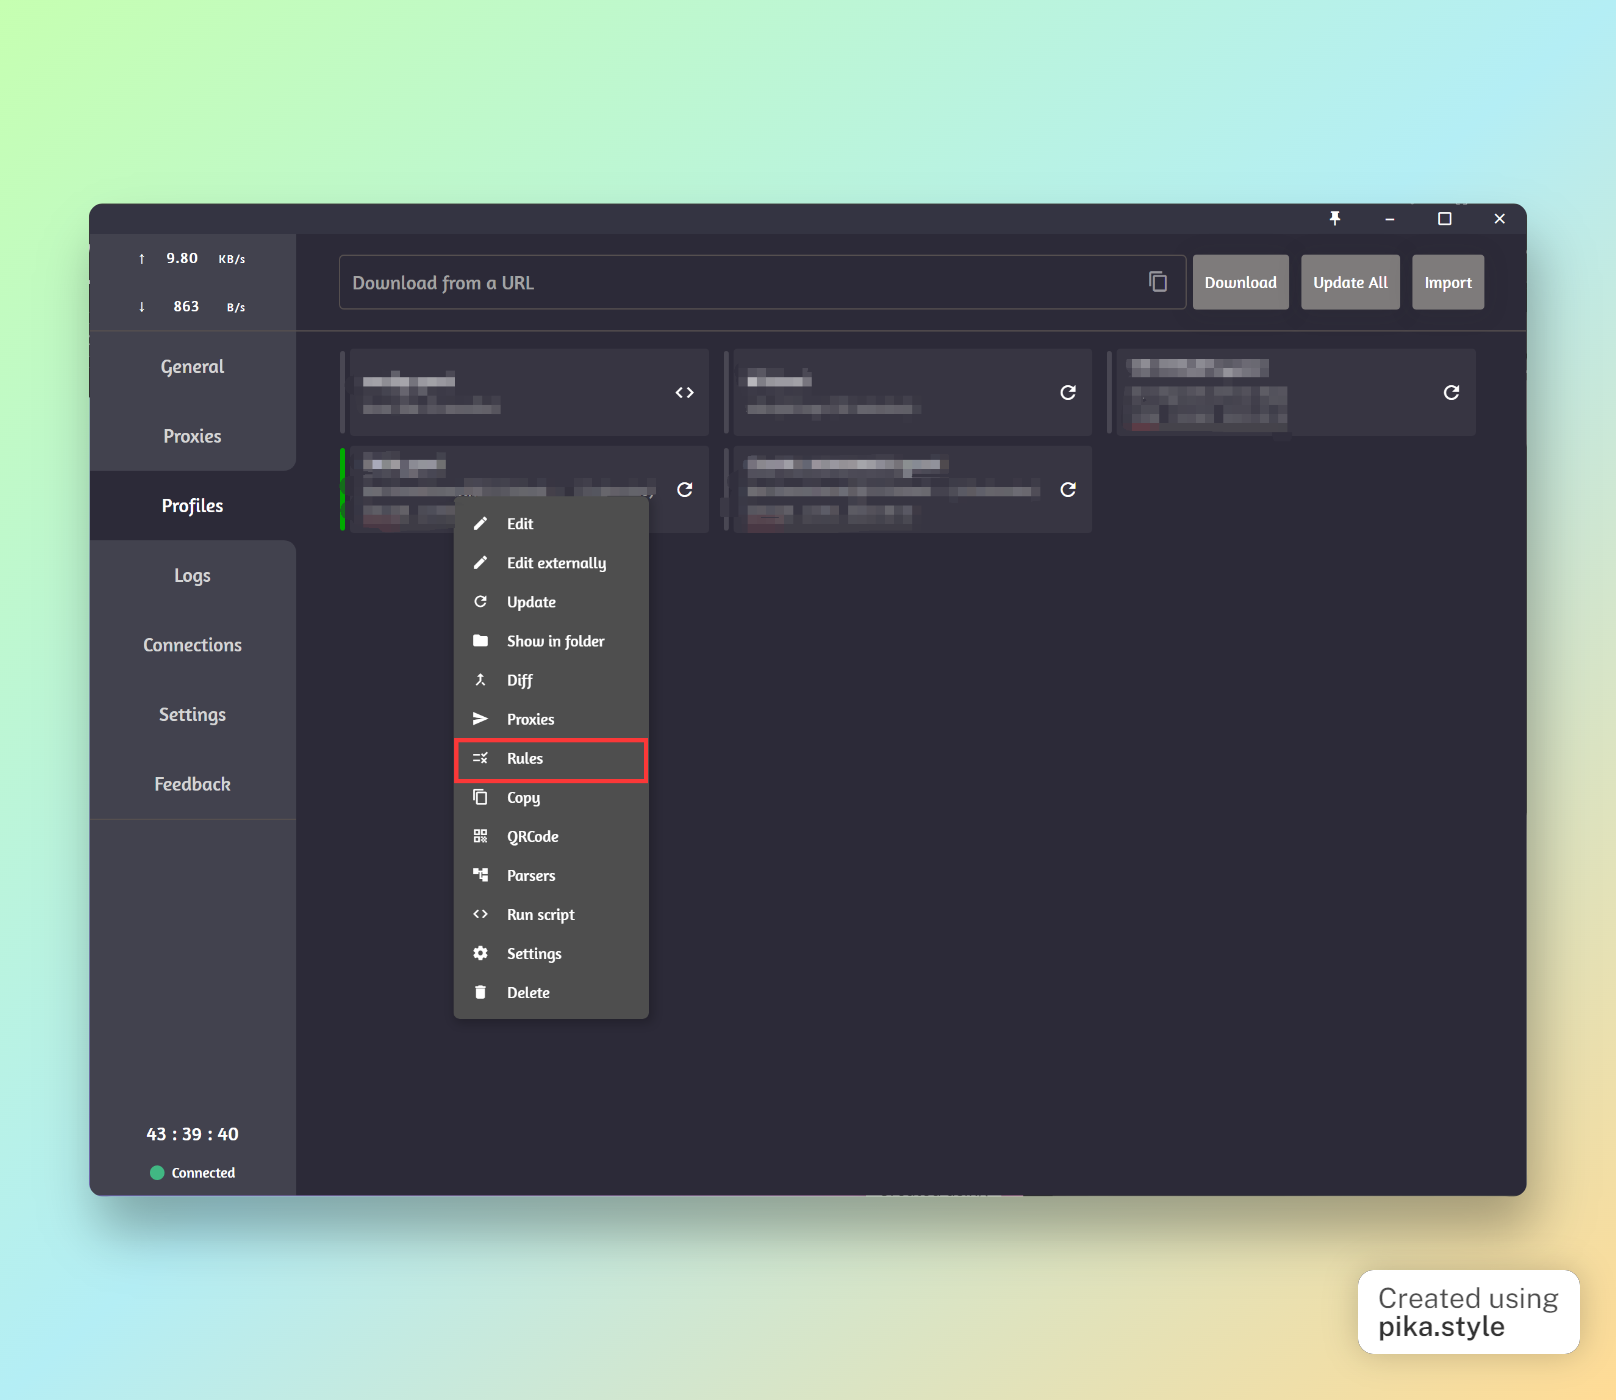 ↑ 9.80 KB/s
↓ 863 B/s
General
Proxies
Profiles
Logs
Connections
Settings
Feedback
43 : 39 : 40
Connected
Download from a URL
Download
Update All
Import
Edit
Edit externally
Update
Show in folder
Diff
Proxies
Rules
Copy
QRCode
Parsers
Run script
Settings
Delete
Created using
pika.style